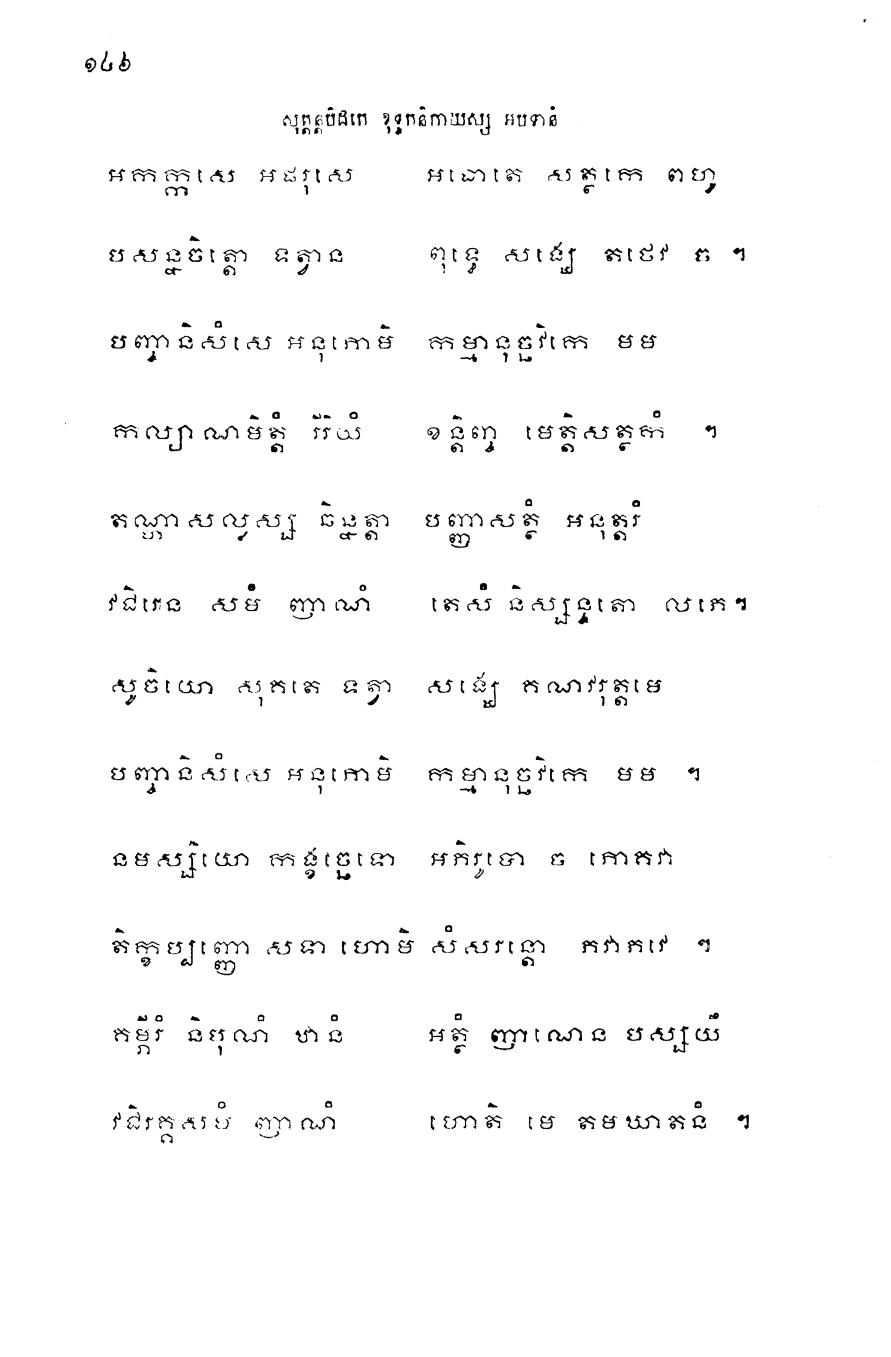 ១៤៦
សុត្តន្តបិដកេ ខុទ្ទកនិកាយស្ស អបទានំ
អកក្កសេ អផរុសេ អធោតេ សត្ថកេ ពហូ
បសន្នចិត្តោ ទត្វាន ពុទ្ធេ សង្ឃេ តថេវ ច ។
បញ្ចានិសំសេ អនុភោមិ កម្មានុច្ឆវិកេ មម
កល្យាណមិត្តំ វីរិយំ ខន្តិញ្ច មេត្តិសត្ថកំ ។
តណ្ហាសល្លស្ស ឆិន្នត្តា បញ្ញាសត្ថំ អនុត្តរំ
វជិរេន សមំ ញាណំ តេសំ និស្សន្ទតោ លភេ។
សូចិយោ សុគតេ ទត្វា សង្ឃេ គណវរុត្តមេ
បញ្ចានិសំសេ អនុភោមិ កម្មានុច្ឆវិកេ មម ។
នមស្សិយោ កង្ខច្ឆេទោ អភិរូបោ ច ភោគវា
តិក្ខប្បញ្ញោ សទា ហោមិ សំសរន្តោ ភវាភវេ ។
គម្ភីរំ និបុណំ ឋានំ អត្ថំ ញាណេន បស្សយឹ
វជិរគ្គសមំ ញាណំ ហោតិ មេ តមឃាតនំ ។